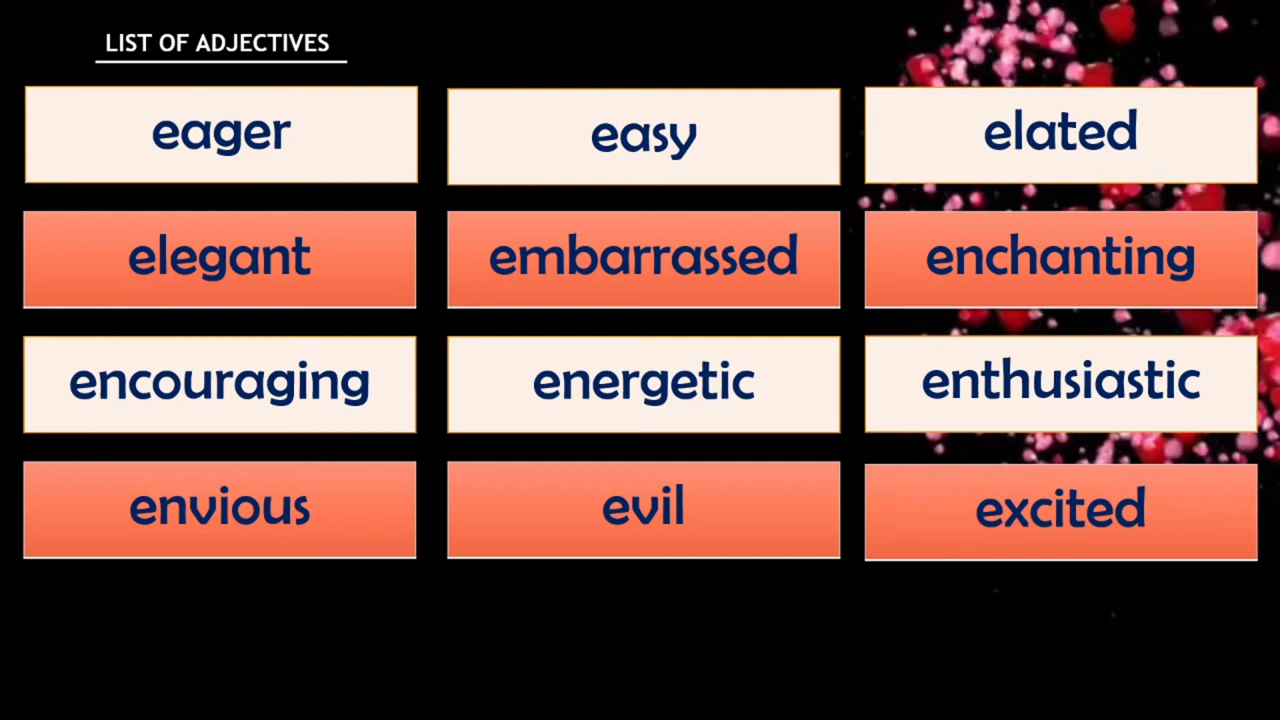 LIST OF ADJECTIVES
eager easy elated
elegant embarrassed enchanting
encouraging energetic enthusiastic
envious evil excited